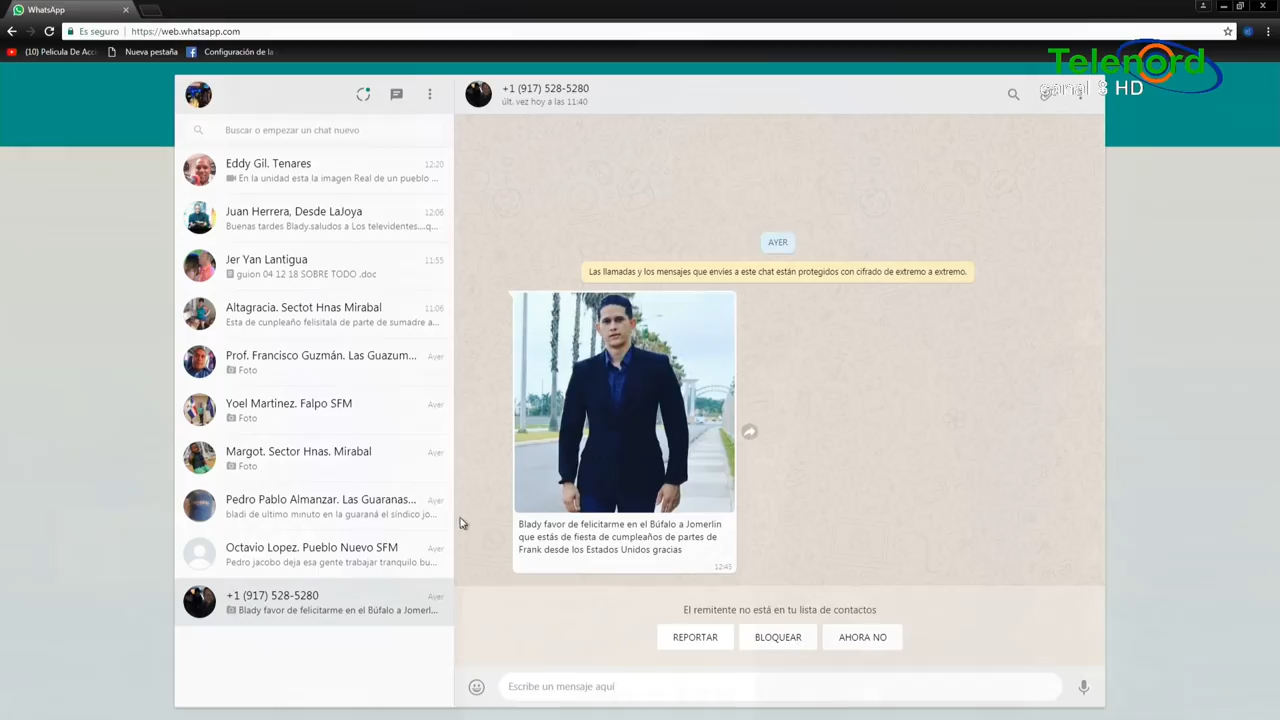 WhatsApp
Es seguro
https://web.whatsapp.com
(10) Pelicula De Acci
Nueva pestaña
Configuración de la
Telenord
canal 8 HD
+1 (917) 528-5280
últ. vez hoy a las 11:40
Buscar o empezar un chat nuevo
Eddy Gil. Tenares
12:20
En la unidad esta la imagen Real de un pueblo ...
Juan Herrera, Desde LaJoya
12:06
Buenas tardes Blady.saludos a Los televidentes....q...
Jer Yan Lantigua
11:55
guion 04 12 18 SOBRE TODO .doc
Altagracia. Sectot Hnas Mirabal
11:06
Esta de cunpleaño felisitala de parte de sumadre a...
Prof. Francisco Guzmán. Las Guazum...
Ayer
Foto
Yoel Martinez. Falpo SFM
Ayer
Foto
Margot. Sector Hnas. Mirabal
Ayer
Foto
Pedro Pablo Almanzar. Las Guaranas...
Ayer
bladi de ultimo minuto en la guaraná el síndico jo...
Octavio Lopez. Pueblo Nuevo SFM
Ayer
Pedro jacobo deja esa gente trabajar tranquilo bu...
+1 (917) 528-5280
Ayer
Blady favor de felicitarme en el Búfalo a Jomerl...
AYER
Las llamadas y los mensajes que envíes a este chat están protegidos con cifrado de extremo a extremo.
Blady favor de felicitarme en el Búfalo a Jomerlin
que estás de fiesta de cumpleaños de partes de
Frank desde los Estados Unidos gracias
12:45
El remitente no está en tu lista de contactos
REPORTAR
BLOQUEAR
AHORA NO
Escribe un mensaje aquí